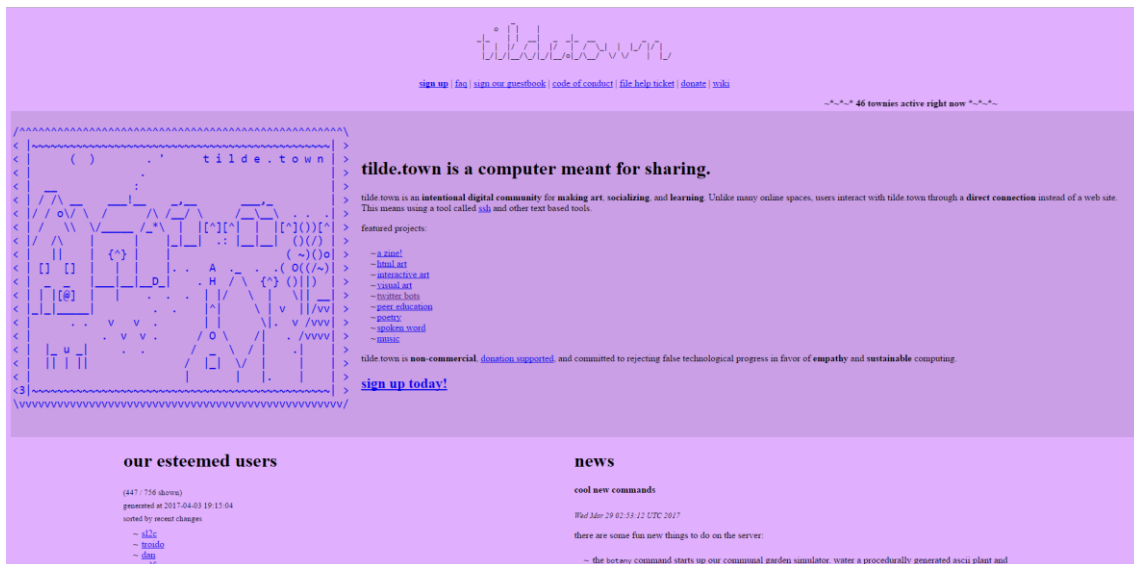 tilde.town
sign up | faq | sign our guestbook | code of conduct | file help ticket | donate | wiki
~*~*~* 46 townies active right now *~*~*~
tilde.town
tilde.town is a computer meant for sharing.
tilde.town is an intentional digital community for making art, socializing, and learning. Unlike many online spaces, users interact with tilde.town through a direct connection instead of a web site.
This means using a tool called ssh and other text based tools.
featured projects:
~ a zine!
~ html art
~ interactive art
~ visual art
~ twitter bots
~ peer education
~ poetry
~ spoken word
~ music
tilde.town is non-commercial, donation supported, and committed to rejecting false technological progress in favor of empathy and sustainable computing.
sign up today!
our esteemed users
(447 / 756 shown)
generated at 2017-04-03 19:15:04
sorted by recent changes
~ sl2c
~ troido
~ dan
news
cool new commands
Wed Mar 29 02:53:12 UTC 2017
there are some fun new things to do on the server:
~ the botany command starts up our communal garden simulator. water a procedurally generated ascii plant and